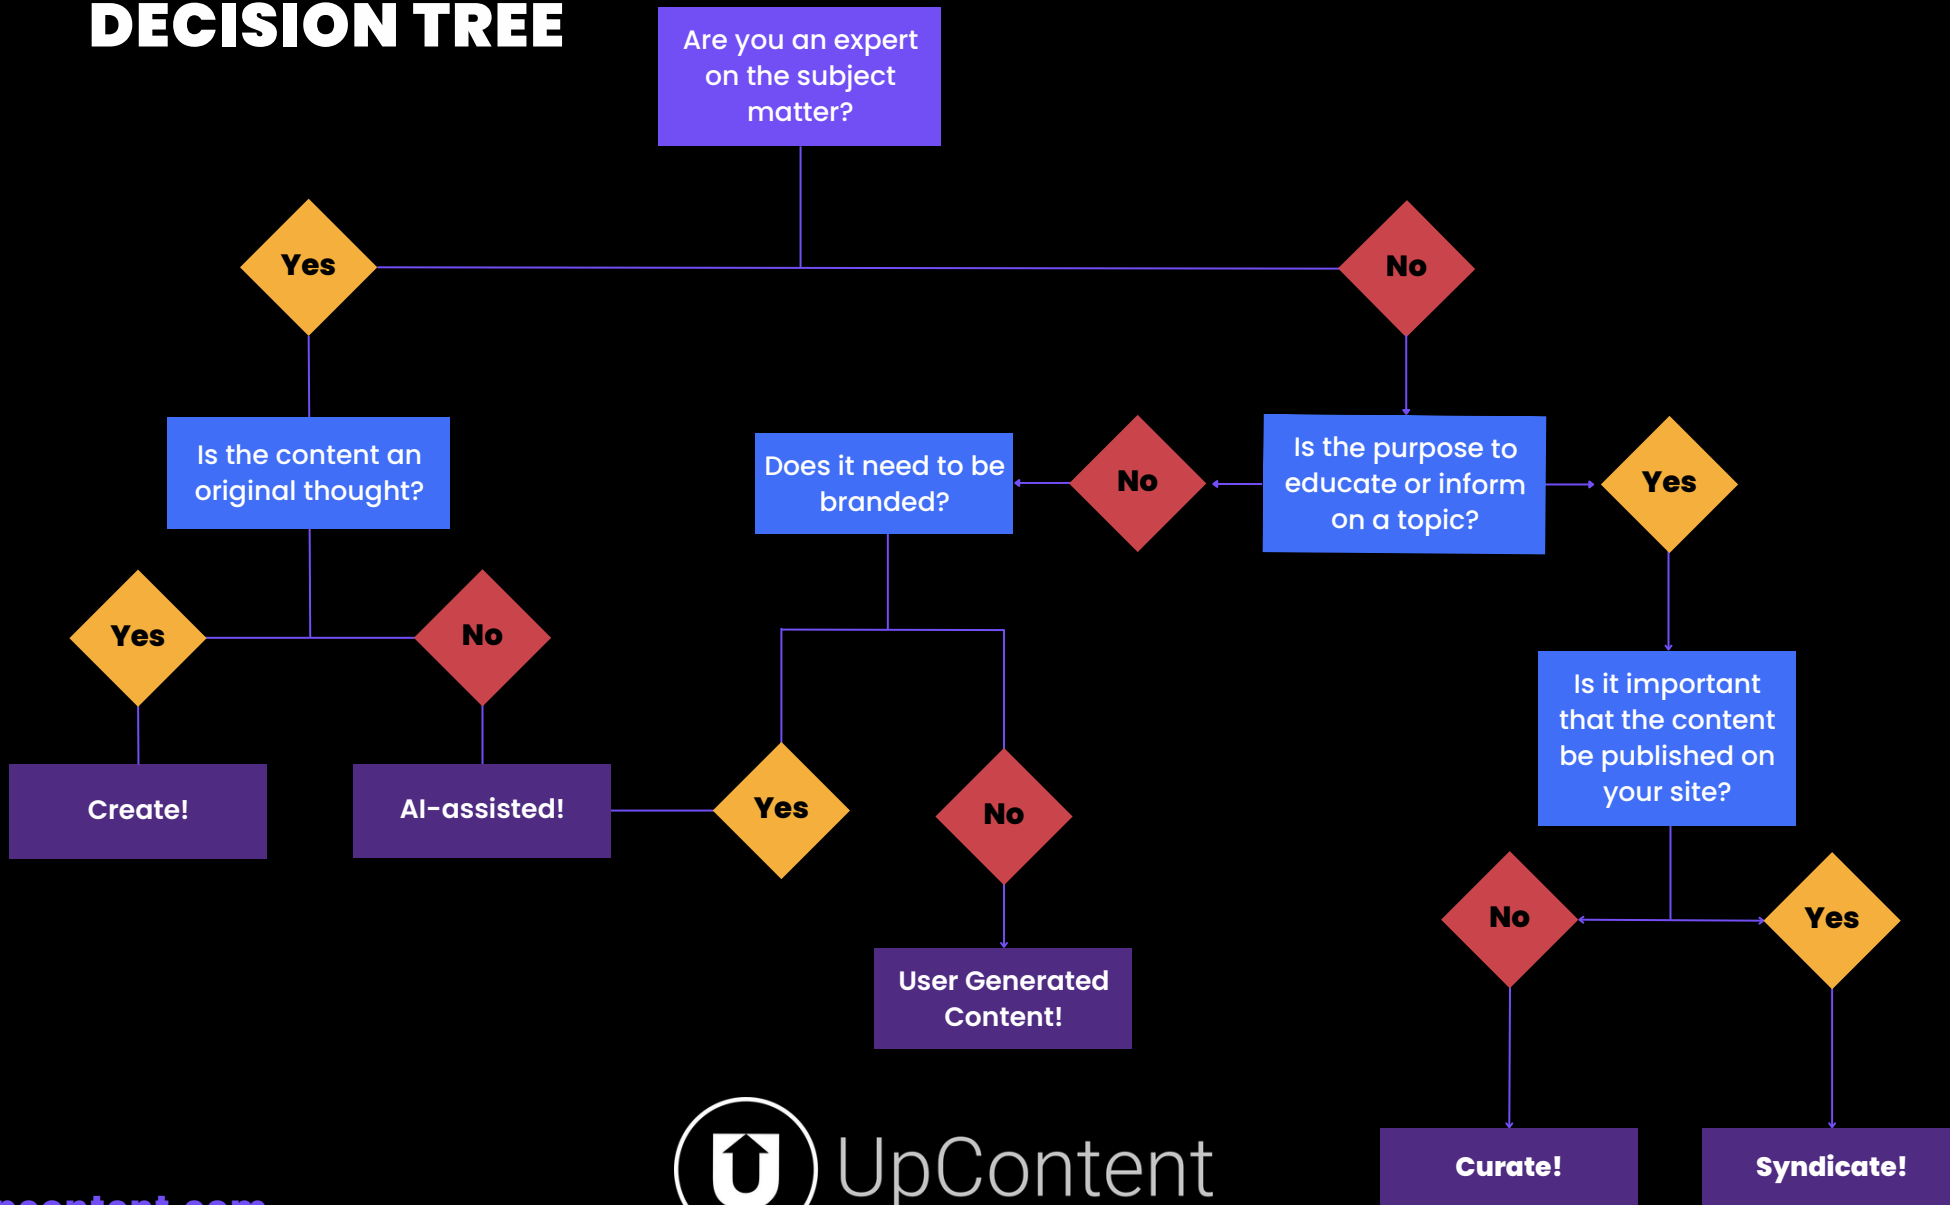 DECISION TREE
Are you an expert
on the subject
matter?
Yes
No
Is the content an
original thought?
Does it need to be
branded?
No
Is the purpose to
educate or inform
on a topic?
Yes
Yes
No
Is it important
that the content
be published on
your site?
Create!
AI-assisted!
Yes
No
No
Yes
User Generated
Content!
UpContent
Curate!
Syndicate!